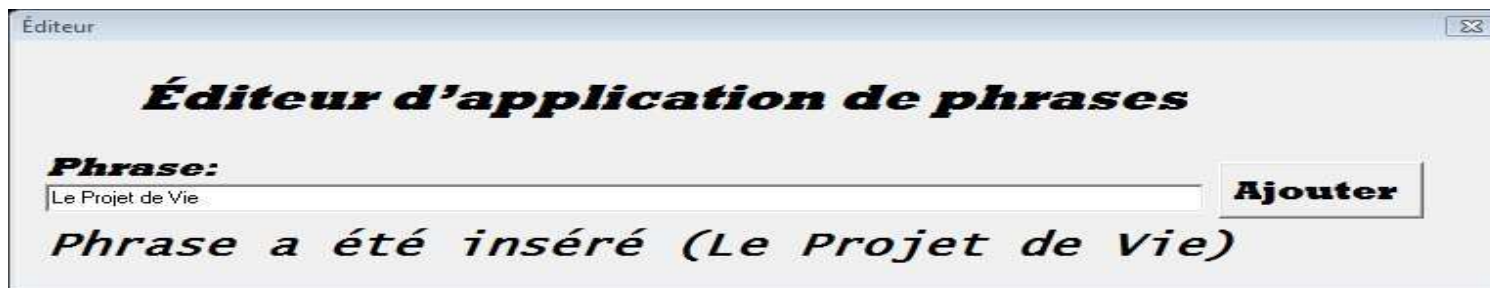 Éditeur
Éditeur d'application de phrases
Phrase:
Le Projet de Vie
Ajouter
Phrase a été inséré (Le Projet de Vie)